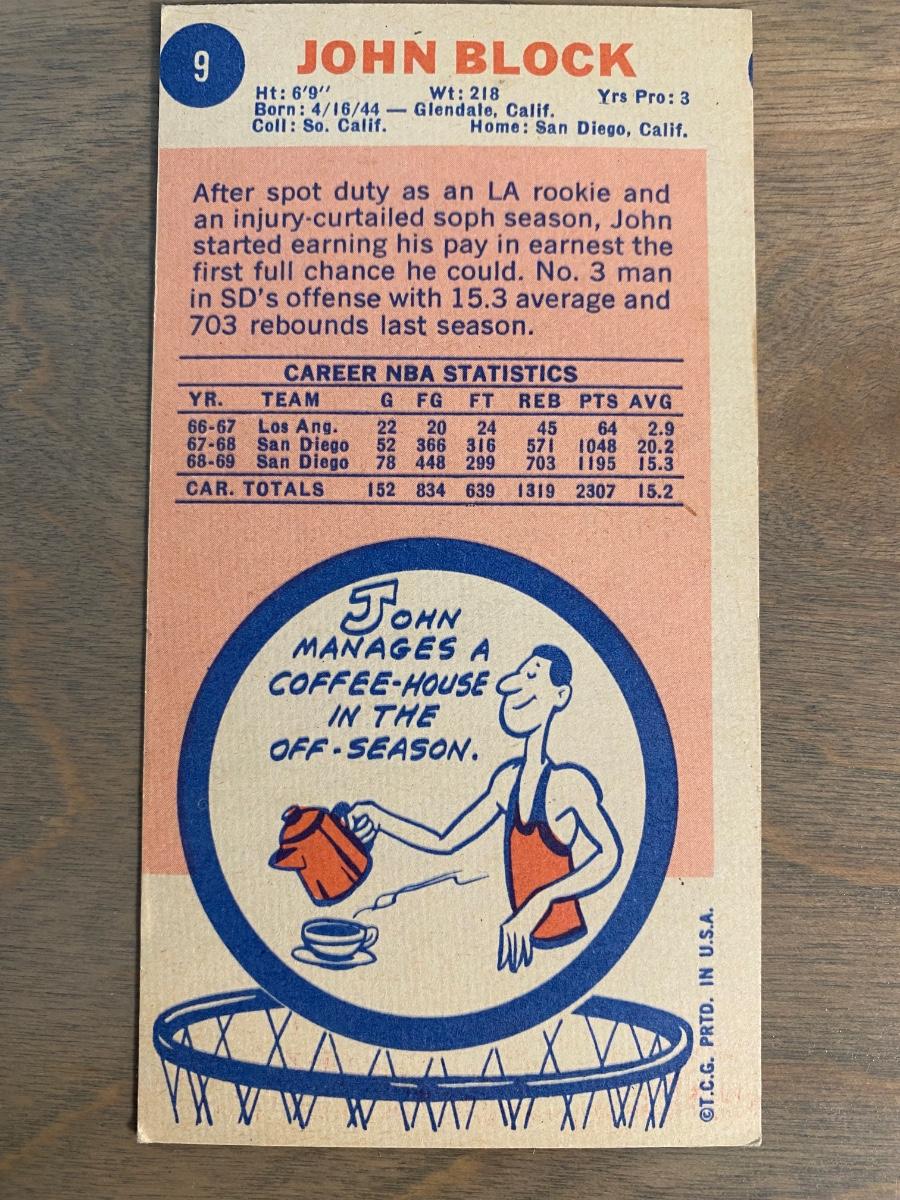 9
JOHN BLOCK
Ht: 6'9" Wt: 218 Yrs Pro: 3
Born: 4/16/44 — Glendale, Calif.
Coll: So. Calif. Home: San Diego, Calif.
After spot duty as an LA rookie and
an injury-curtailed soph season, John
started earning his pay in earnest the
first full chance he could. No. 3 man
in SD's offense with 15.3 average and
703 rebounds last season.
CAREER NBA STATISTICS
YR. TEAM G FG FT REB PTS AVG
66-67 Los Ang. 22 20 24 45 64 2.9
67-68 San Diego 52 366 316 571 1048 20.2
68-69 San Diego 78 448 299 703 1195 15.3
CAR. TOTALS 152 834 639 1319 2307 15.2
JOHN
MANAGES A
COFFEE-HOUSE
IN THE
OFF-SEASON.
©T.C.G. PRTD. IN U.S.A.